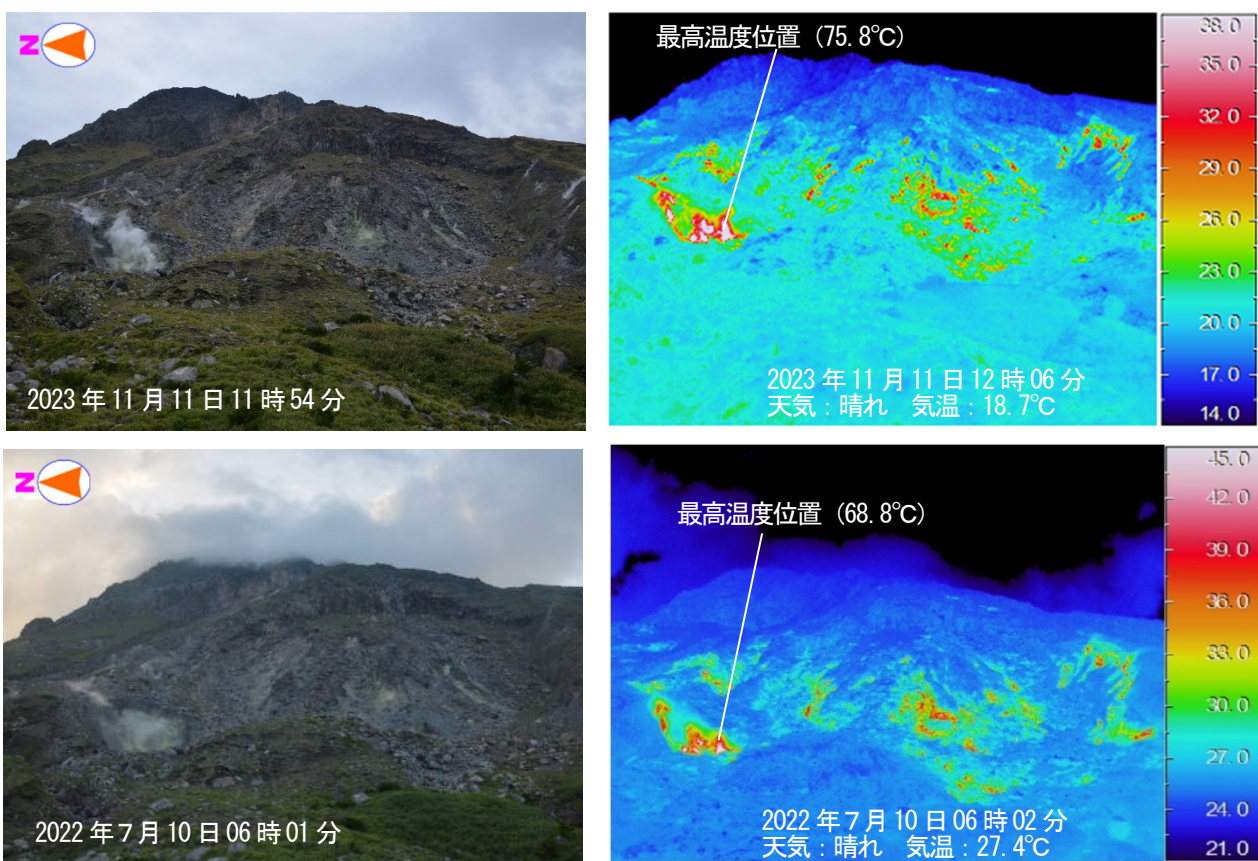 N
2023年11月11日11時54分
最高温度位置（75.8℃）
2023年11月11日12時06分
天気：晴れ　気温：18.7℃
38.0
35.0
32.0
29.0
26.0
23.0
20.0
17.0
14.0
N
2022年7月10日06時01分
最高温度位置（68.8℃）
2022年7月10日06時02分
天気：晴れ　気温：27.4℃
45.0
42.0
39.0
36.0
33.0
30.0
27.0
24.0
21.0